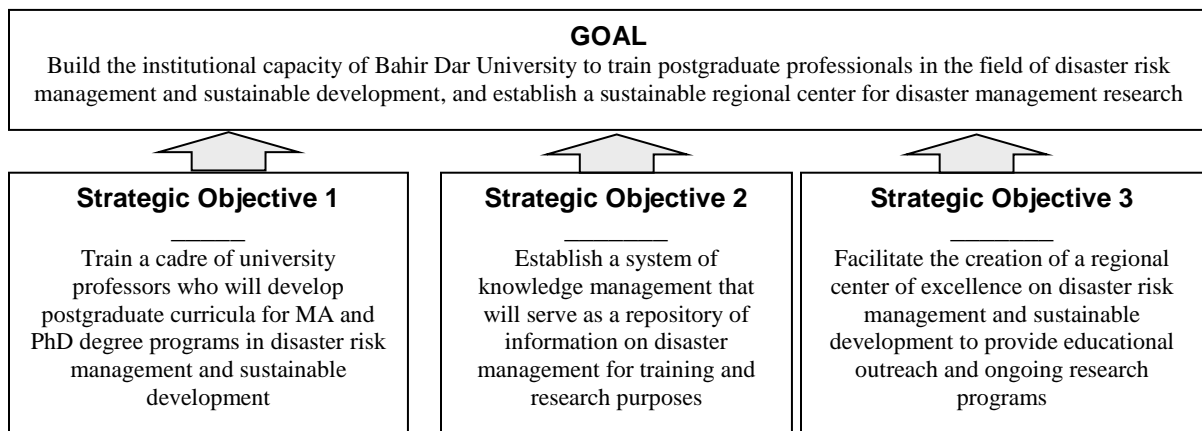 GOAL
Build the institutional capacity of Bahir Dar University to train postgraduate professionals in the field of disaster risk
management and sustainable development, and establish a sustainable regional center for disaster management research
Strategic Objective 1
_____
Train a cadre of university
professors who will develop
postgraduate curricula for MA and
PhD degree programs in disaster risk
management and sustainable
development
Strategic Objective 2
_______
Establish a system of
knowledge management that
will serve as a repository of
information on disaster
management for training and
research purposes
Strategic Objective 3
_______
Facilitate the creation of a regional
center of excellence on disaster risk
management and sustainable
development to provide educational
outreach and ongoing research
programs